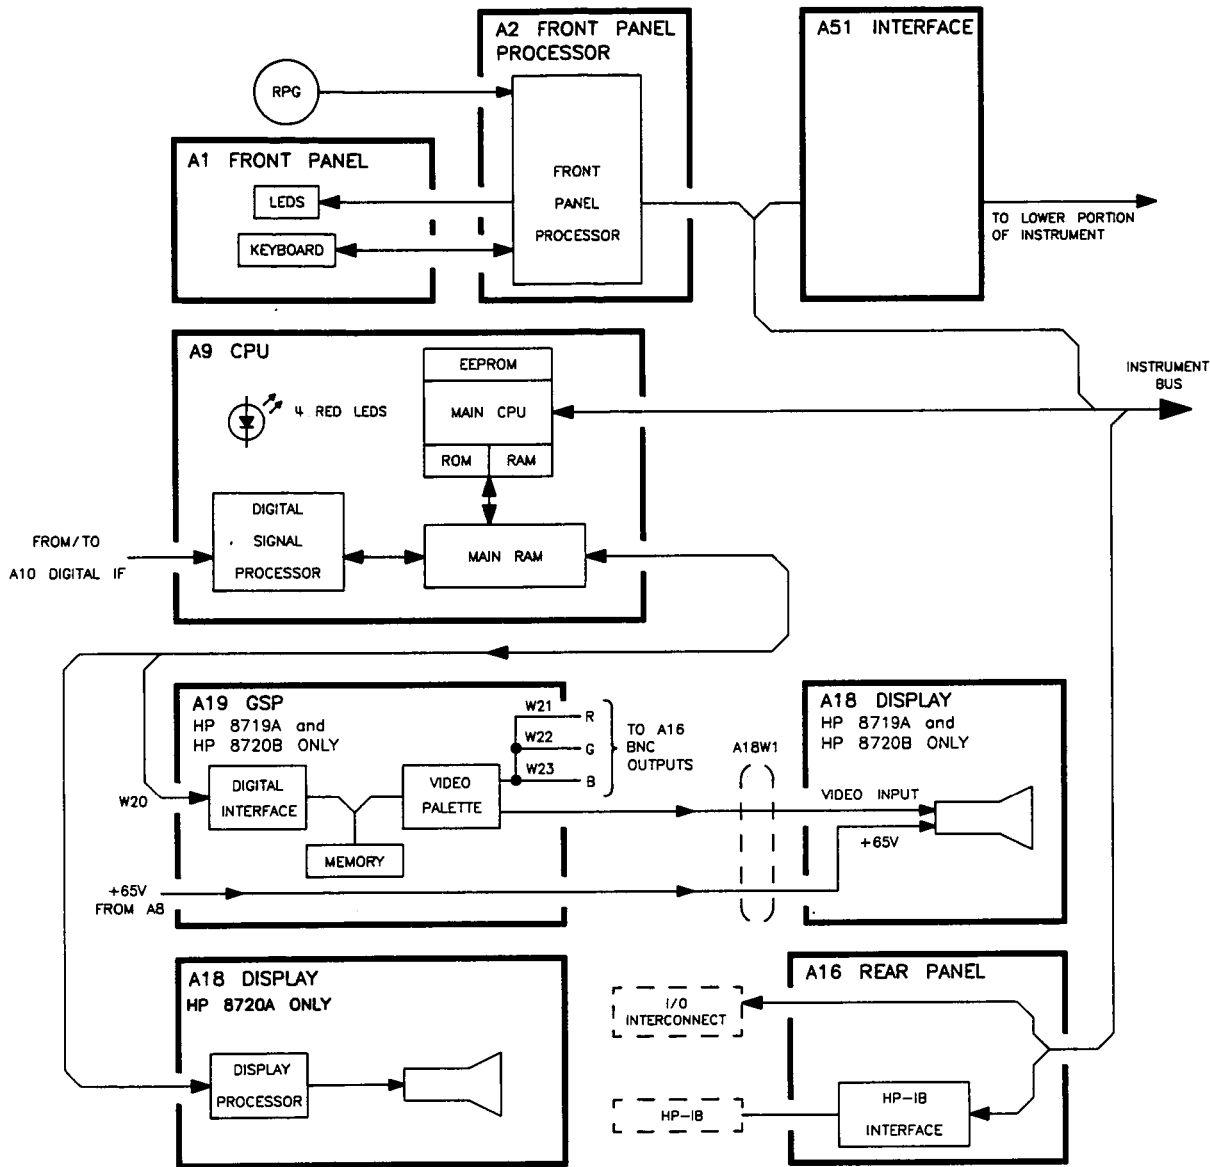 A2 FRONT PANEL
PROCESSOR
A51 INTERFACE
RPG
A1 FRONT PANEL
LEDS
KEYBOARD
FRONT
PANEL
PROCESSOR
TO LOWER PORTION
OF INSTRUMENT
A9 CPU
4 RED LEDS
EEPROM
MAIN CPU
ROM
RAM
INSTRUMENT
BUS
DIGITAL
SIGNAL
PROCESSOR
MAIN RAM
FROM/TO
A10 DIGITAL IF
A19 GSP
HP 8719A and
HP 8720B ONLY
W21
R
W22
G
W23
B
TO A16
BNC
OUTPUTS
W20
DIGITAL
INTERFACE
VIDEO
PALETTE
MEMORY
+65V
FROM A8
A18W1
A18 DISPLAY
HP 8719A and
HP 8720B ONLY
VIDEO INPUT
+65V
A18 DISPLAY
HP 8720A ONLY
DISPLAY
PROCESSOR
A16 REAR PANEL
I/O
INTERCONNECT
HP-IB
HP-IB
INTERFACE